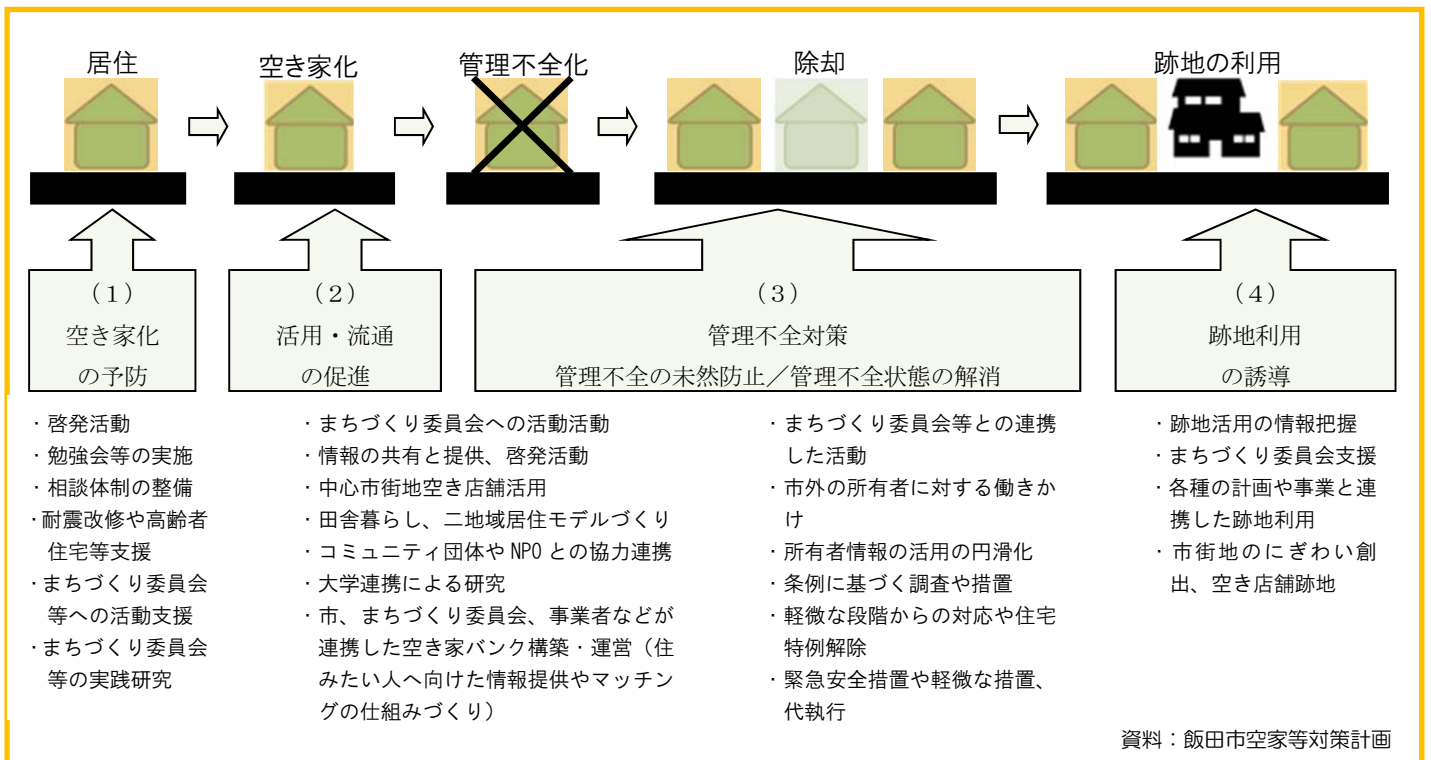 居住
空き家化
管理不全化
除却
跡地の利用
（１）
空き家化
の予防
（２）
活用・流通
の促進
（３）
管理不全対策
管理不全の未然防止／管理不全状態の解消
（４）
跡地利用
の誘導
・啓発活動
・勉強会等の実施
・相談体制の整備
・耐震改修や高齢者
住宅等支援
・まちづくり委員会
等への活動支援
・まちづくり委員会
等の実践研究
・まちづくり委員会への活動活動
・情報の共有と提供、啓発活動
・中心市街地空き店舗活用
・田舎暮らし、二地域居住モデルづくり
・コミュニティ団体や NPO との協力連携
・大学連携による研究
・市、まちづくり委員会、事業者などが
連携した空き家バンク構築・運営（住
みたい人へ向けた情報提供やマッチン
グの仕組みづくり）
・まちづくり委員会等との連携
した活動
・市外の所有者に対する働きか
け
・所有者情報の活用の円滑化
・条例に基づく調査や措置
・軽微な段階からの対応や住宅
特例解除
・緊急安全措置や軽微な措置、
代執行
・跡地活用の情報把握
・まちづくり委員会支援
・各種の計画や事業と連
携した跡地利用
・市街地のにぎわい創
出、空き店舗跡地
資料：飯田市空家等対策計画